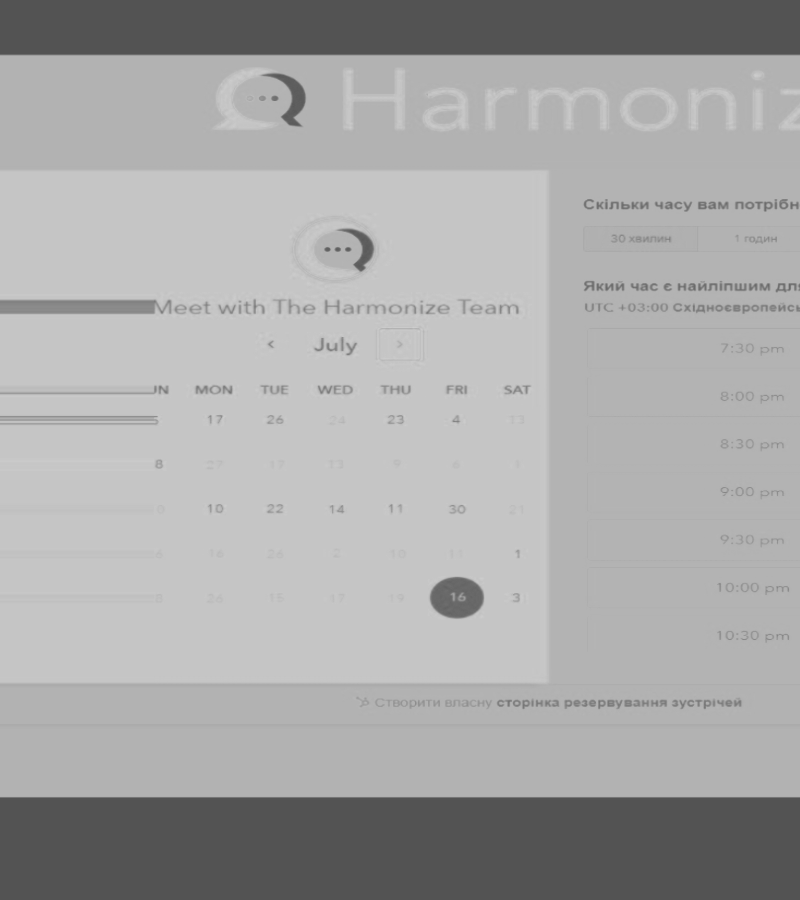 Harmoniz
Meet with The Harmonize Team
July
UN MON TUE WED THU FRI SAT
5 17 26 24 23 4 13
8 27 17 13 9 6 1
10 22 14 11 30 21
6 16 26 2 10 11 1
2 26 15 17 19 16 3
Скільки часу вам потрібн
30 хвилин 1 годин
Який час є найліпшим дл
UTC +03:00 Східноєвропейсь
7:30 pm
8:00 pm
8:30 pm
9:00 pm
9:30 pm
10:00 pm
10:30 pm
Створити власну сторінка резервування зустрічей